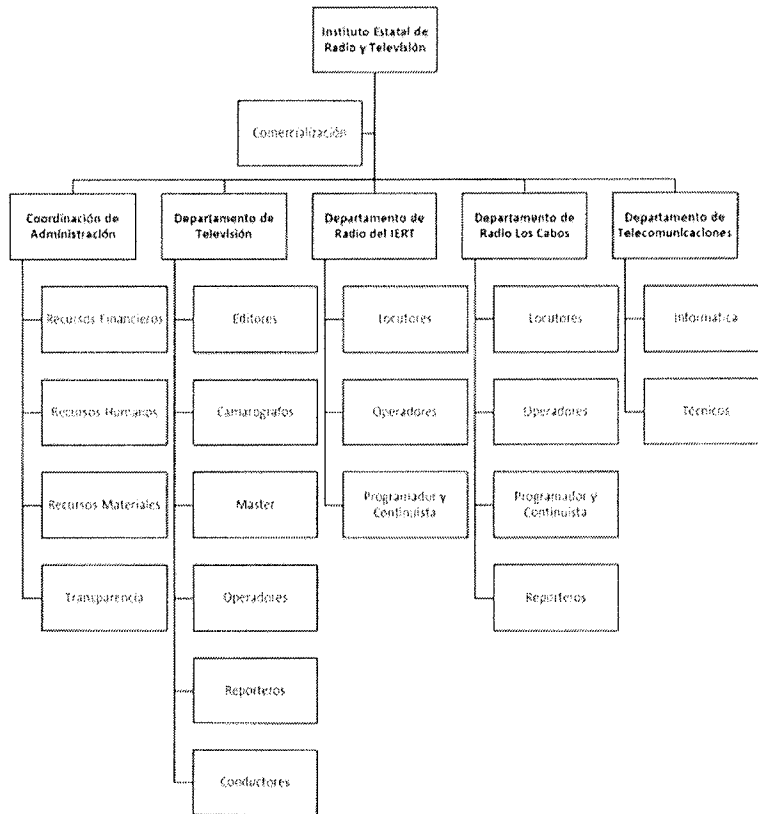 Instituto Estatal de
Radio y Televisión
Comercialización
Coordinación de
Administración
Departamento de
Televisión
Departamento de
Radio del IERT
Departamento de
Radio Los Cabos
Departamento de
Telecomunicaciones
Recursos Financieros
Editores
Locutores
Locutores
Informática
Recursos Humanos
Camarografos
Operadores
Operadores
Técnicos
Recursos Materiales
Master
Programador y
Continuista
Programador y
Continuista
Transparencia
Operadores
Reporteros
Reporteros
Conductores